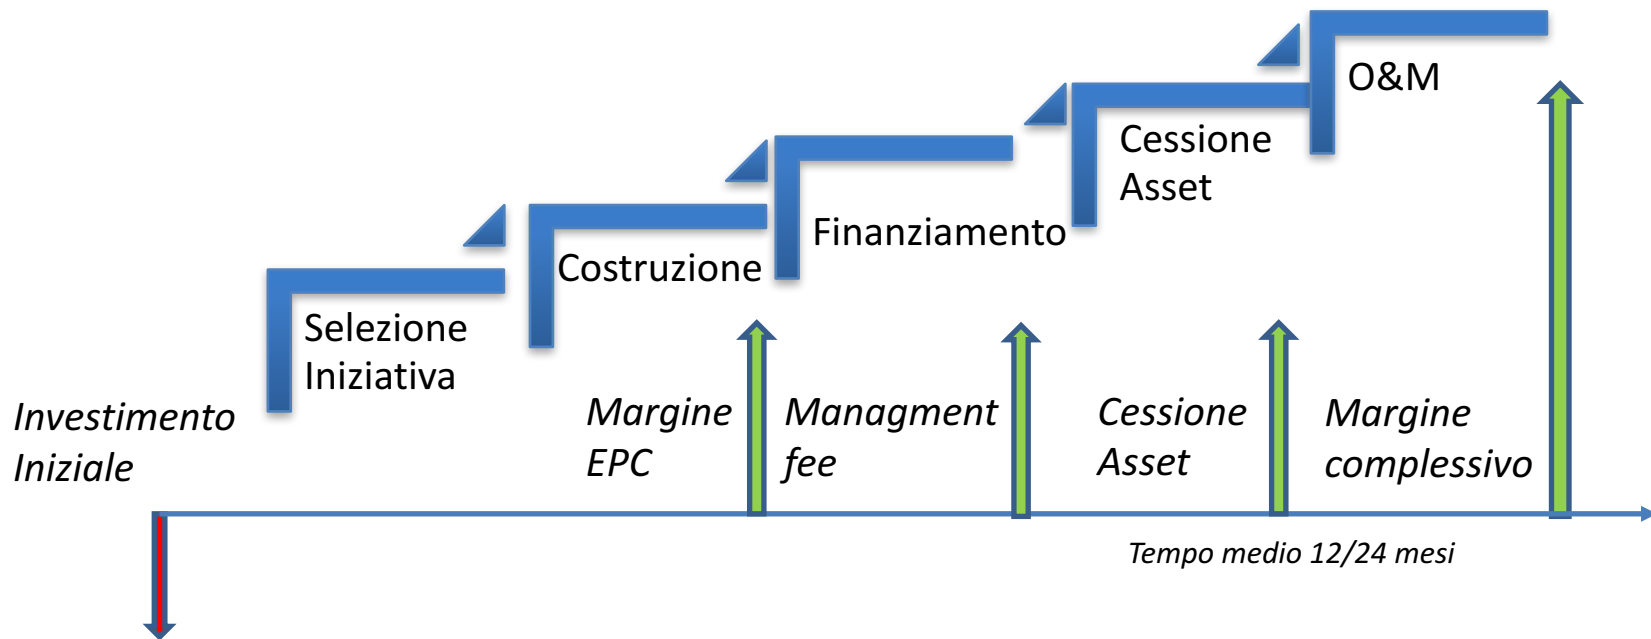 O&M
Cessione
Asset
Finanziamento
Costruzione
Selezione
Iniziativa
Investimento
Iniziale
Margine
EPC
Managment
fee
Cessione
Asset
Margine
complessivo
Tempo medio 12/24 mesi